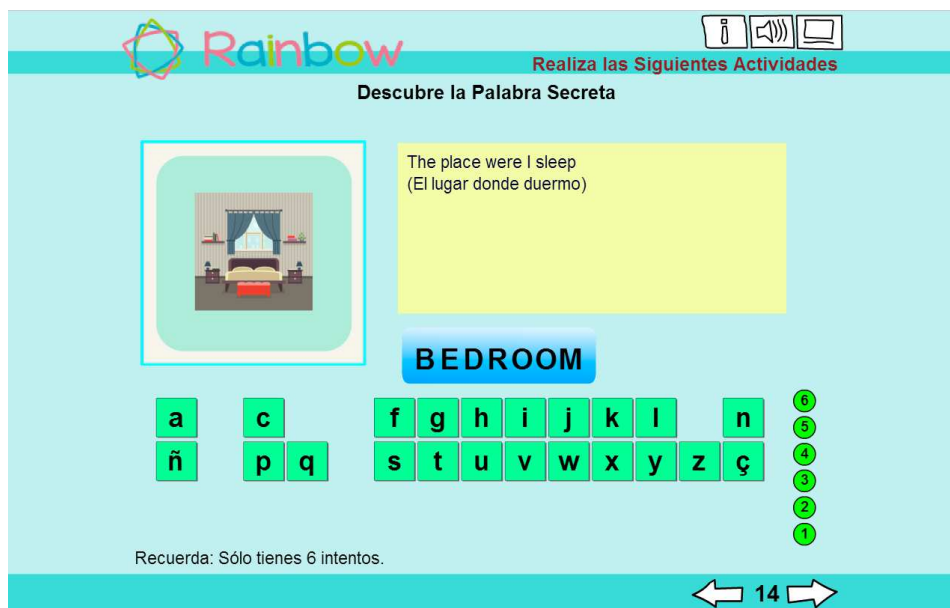 Rainbow
Realiza las Siguientes Actividades
Descubre la Palabra Secreta
The place were I sleep
(El lugar donde duermo)
BEDROOM
a c f g h i j k l n
ñ p q s t u v w x y z ç
6
5
4
3
2
1
Recuerda: Sólo tienes 6 intentos.
14